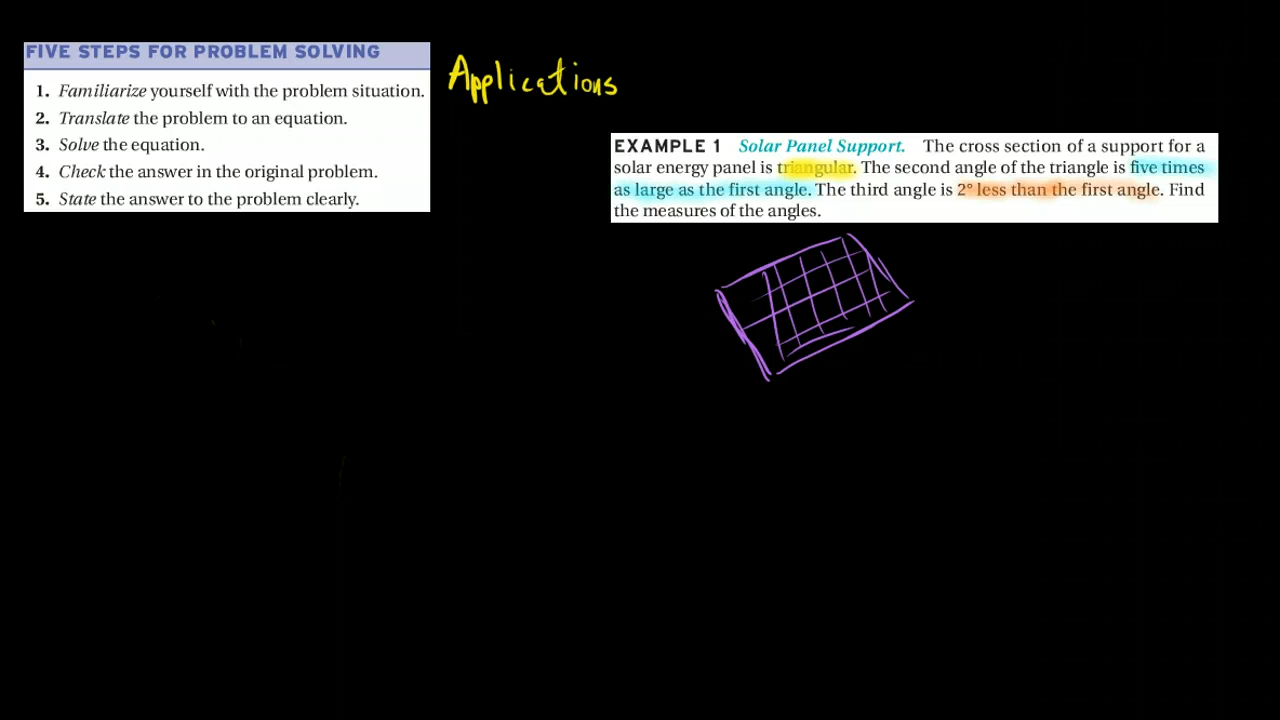 FIVE STEPS FOR PROBLEM SOLVING
1. Familiarize yourself with the problem situation.
2. Translate the problem to an equation.
3. Solve the equation.
4. Check the answer in the original problem.
5. State the answer to the problem clearly.
Applications
EXAMPLE 1 Solar Panel Support. The cross section of a support for a
solar energy panel is triangular. The second angle of the triangle is five times
as large as the first angle. The third angle is 2° less than the first angle. Find
the measures of the angles.